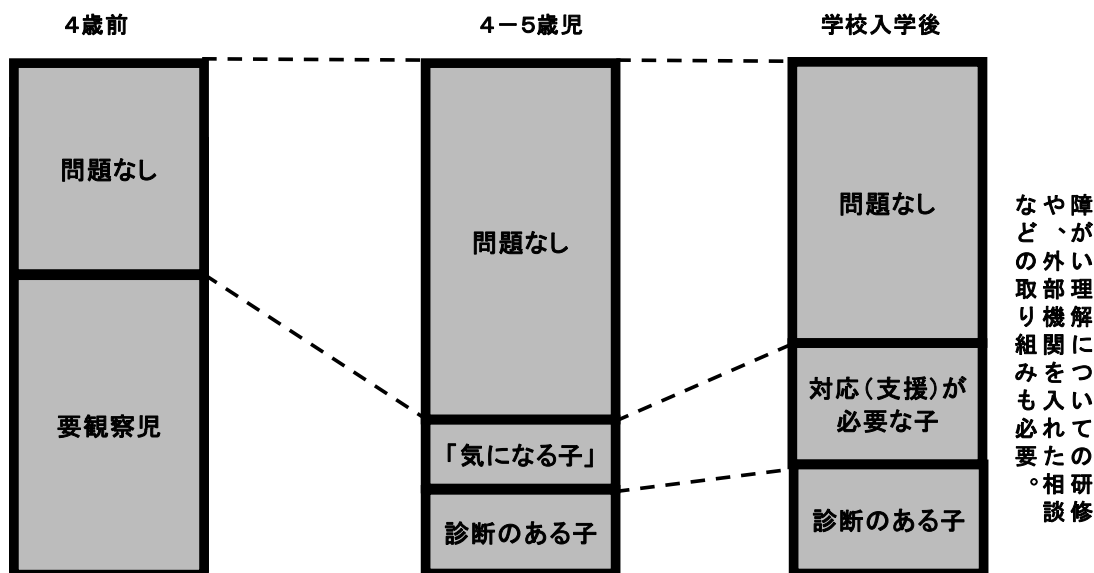 4歳前
4－5歳児
学校入学後
問題なし
要観察児
問題なし
「気になる子」
診断のある子
問題なし
対応（支援）が
必要な子
診断のある子
障がい理解についての研修
や、外部機関を入れた相談
などの取り組みも必要。